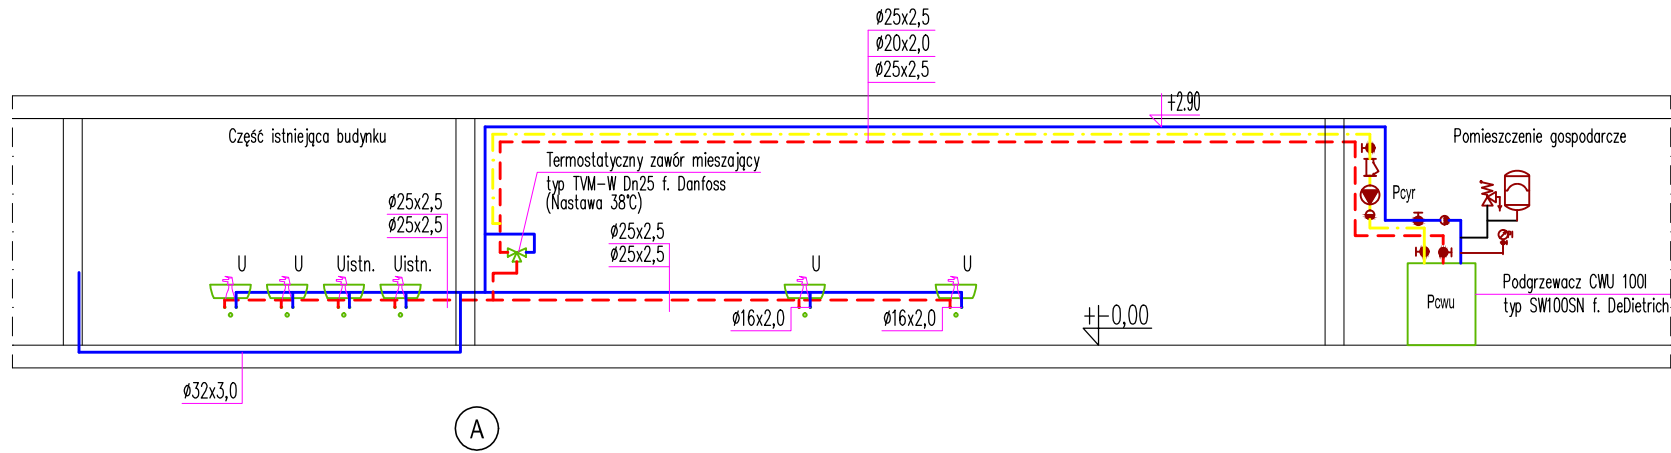 Ø25x2,5
Ø20x2,0
Ø25x2,5
+2.90
Część istniejąca budynku
Pomieszczenie gospodarcze
Termostatyczny zawór mieszający
typ TVM-W Dn25 f. Danfoss
(Nastawa 38°C)
Pcyr
Ø25x2,5
Ø25x2,5
Ø25x2,5
Ø25x2,5
U
U
Uistn.
Uistn.
U
U
Podgrzewacz CWU 100l
typ SW100SN f. DeDietrich
Pcwu
Ø16x2,0
Ø16x2,0
+-0,00
Ø32x3,0
A